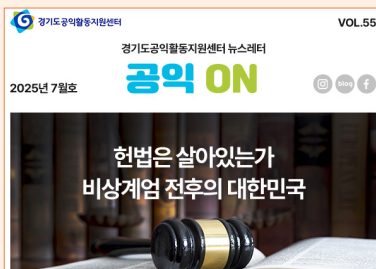 경기도공익활동지원센터
VOL.55
경기도공익활동지원센터 뉴스레터
2025년 7월호
공익 ON
blog
헌법은 살아있는가
비상계엄 전후의 대한민국